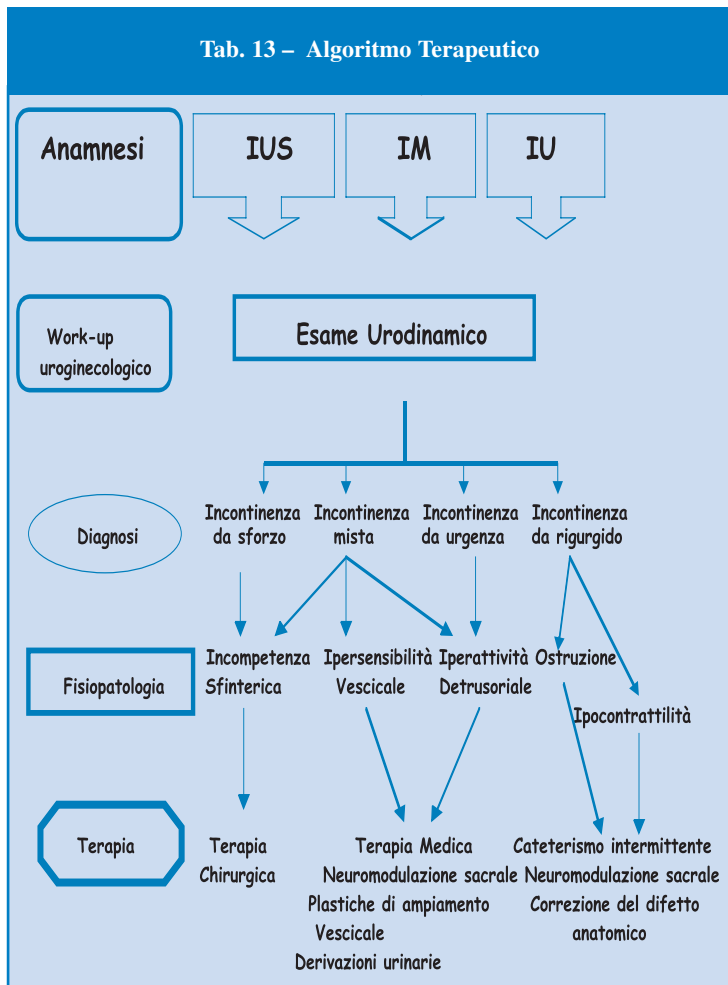 Tab. 13 – Algoritmo Terapeutico
Anamnesi
IUS
IM
IU
Work-up
uroginecologico
Esame Urodinamico
Diagnosi
Incontinenza
da sforzo
Incontinenza
mista
Incontinenza
da urgenza
Incontinenza
da rigurgido
Fisiopatologia
Incompetenza
Sfinterica
Ipersensibilità
Vescicale
Iperattività
Detrusoriale
Ostruzione
Ipocontrattilità
Terapia
Terapia
Chirurgica
Terapia Medica
Neuromodulazione sacrale
Plastiche di ampiamento
Vescicale
Derivazioni urinarie
Cateterismo intermittente
Neuromodulazione sacrale
Correzione del difetto
anatomico